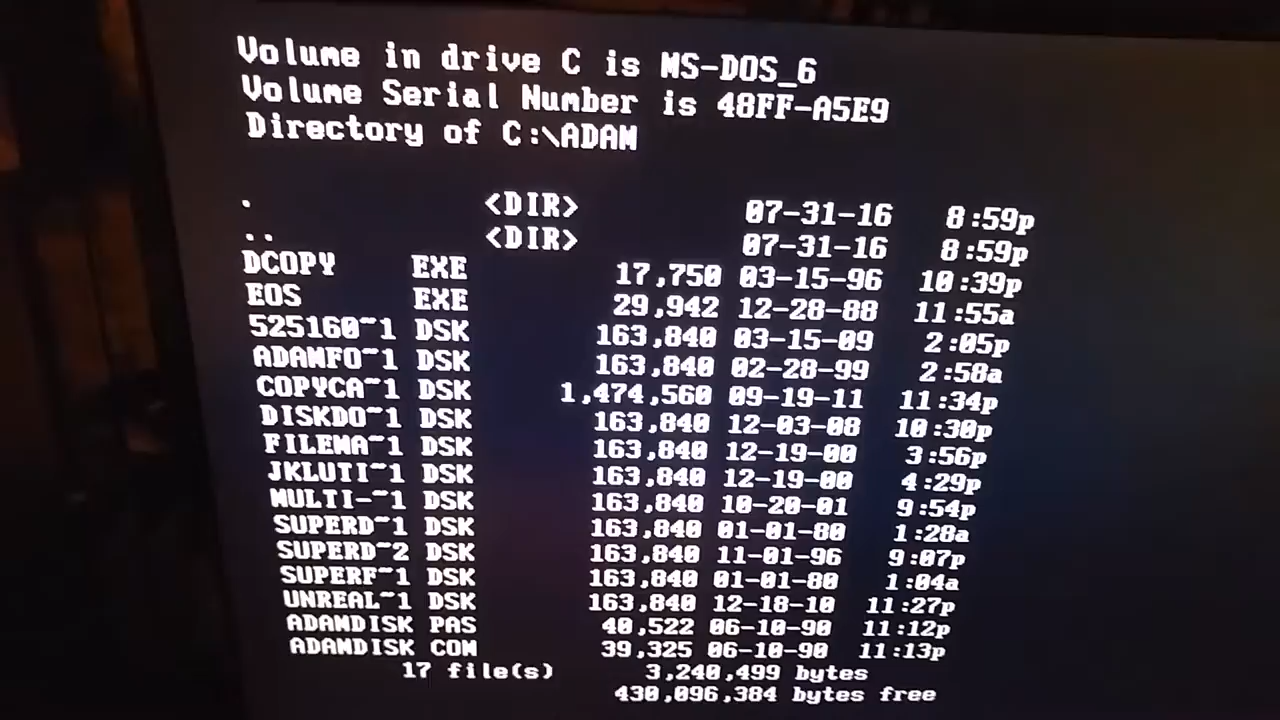 Volume in drive C is MS-DOS_6
Volume Serial Number is 48FF-A5E9
Directory of C:\ADAM
. <DIR> 07-31-16 8:59p
.. <DIR> 07-31-16 8:59p
DCOPY EXE 17,750 03-15-96 10:39p
EOS EXE 29,942 12-28-88 11:55a
525160~1 DSK 163,840 03-15-09 2:05p
ADAMFO~1 DSK 163,840 02-28-99 2:58a
COPYCA~1 DSK 1,474,560 09-19-11 11:34p
DISKDO~1 DSK 163,840 12-03-08 10:30p
FILEMA~1 DSK 163,840 12-19-00 3:56p
JKLUTI~1 DSK 163,840 12-19-00 4:29p
MULTI-~1 DSK 163,840 10-20-01 9:54p
SUPERD~1 DSK 163,840 01-01-80 1:28a
SUPERD~2 DSK 163,840 11-01-96 9:07p
SUPERF~1 DSK 163,840 01-01-80 1:04a
UNREAL~1 DSK 163,840 12-18-10 11:27p
ADAMDISK PAS 40,522 06-10-90 11:12p
ADAMDISK COM 39,325 06-10-90 11:13p
17 file(s) 3,240,499 bytes
430,096,384 bytes free